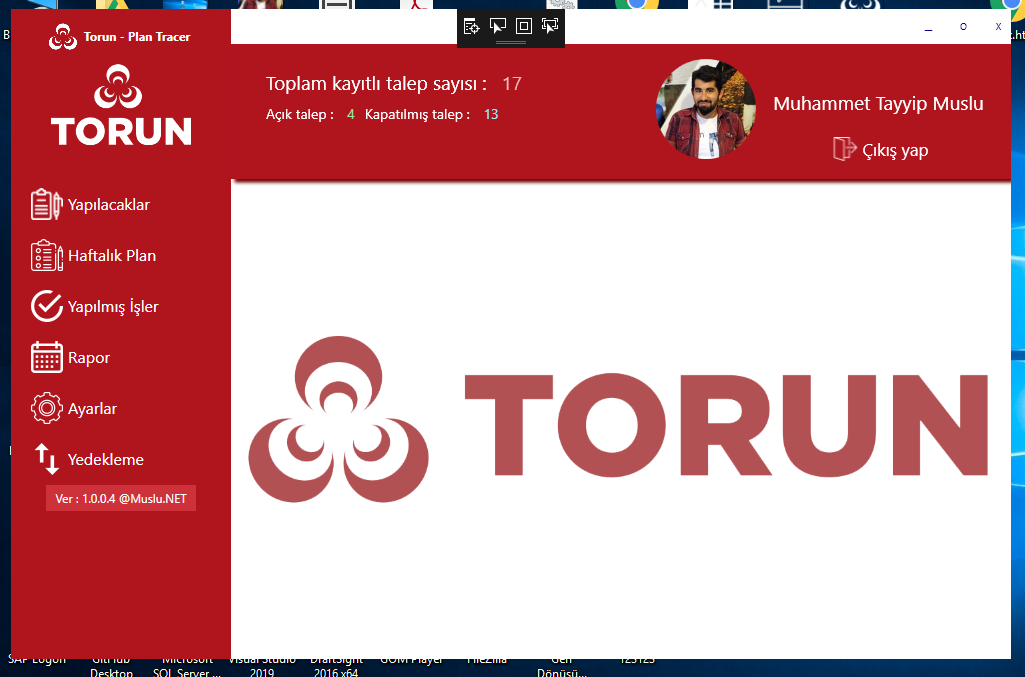 Torun - Plan Tracer
_ o x
TORUN
Toplam kayıtlı talep sayısı : 17
Açık talep : 4 Kapatılmış talep : 13
Muhammet Tayyip Muslu
Çıkış yap
Yapılacaklar
Haftalık Plan
Yapılmış İşler
Rapor
Ayarlar
Yedekleme
Ver : 1.0.0.4 @Muslu.NET
TORUN
SAP Logon GitHub Microsoft Visual Studio DraftSight GOM Player FileZilla Geri 123123
Desktop SQL Server ... 2019 2016 x64 Dönüşü...